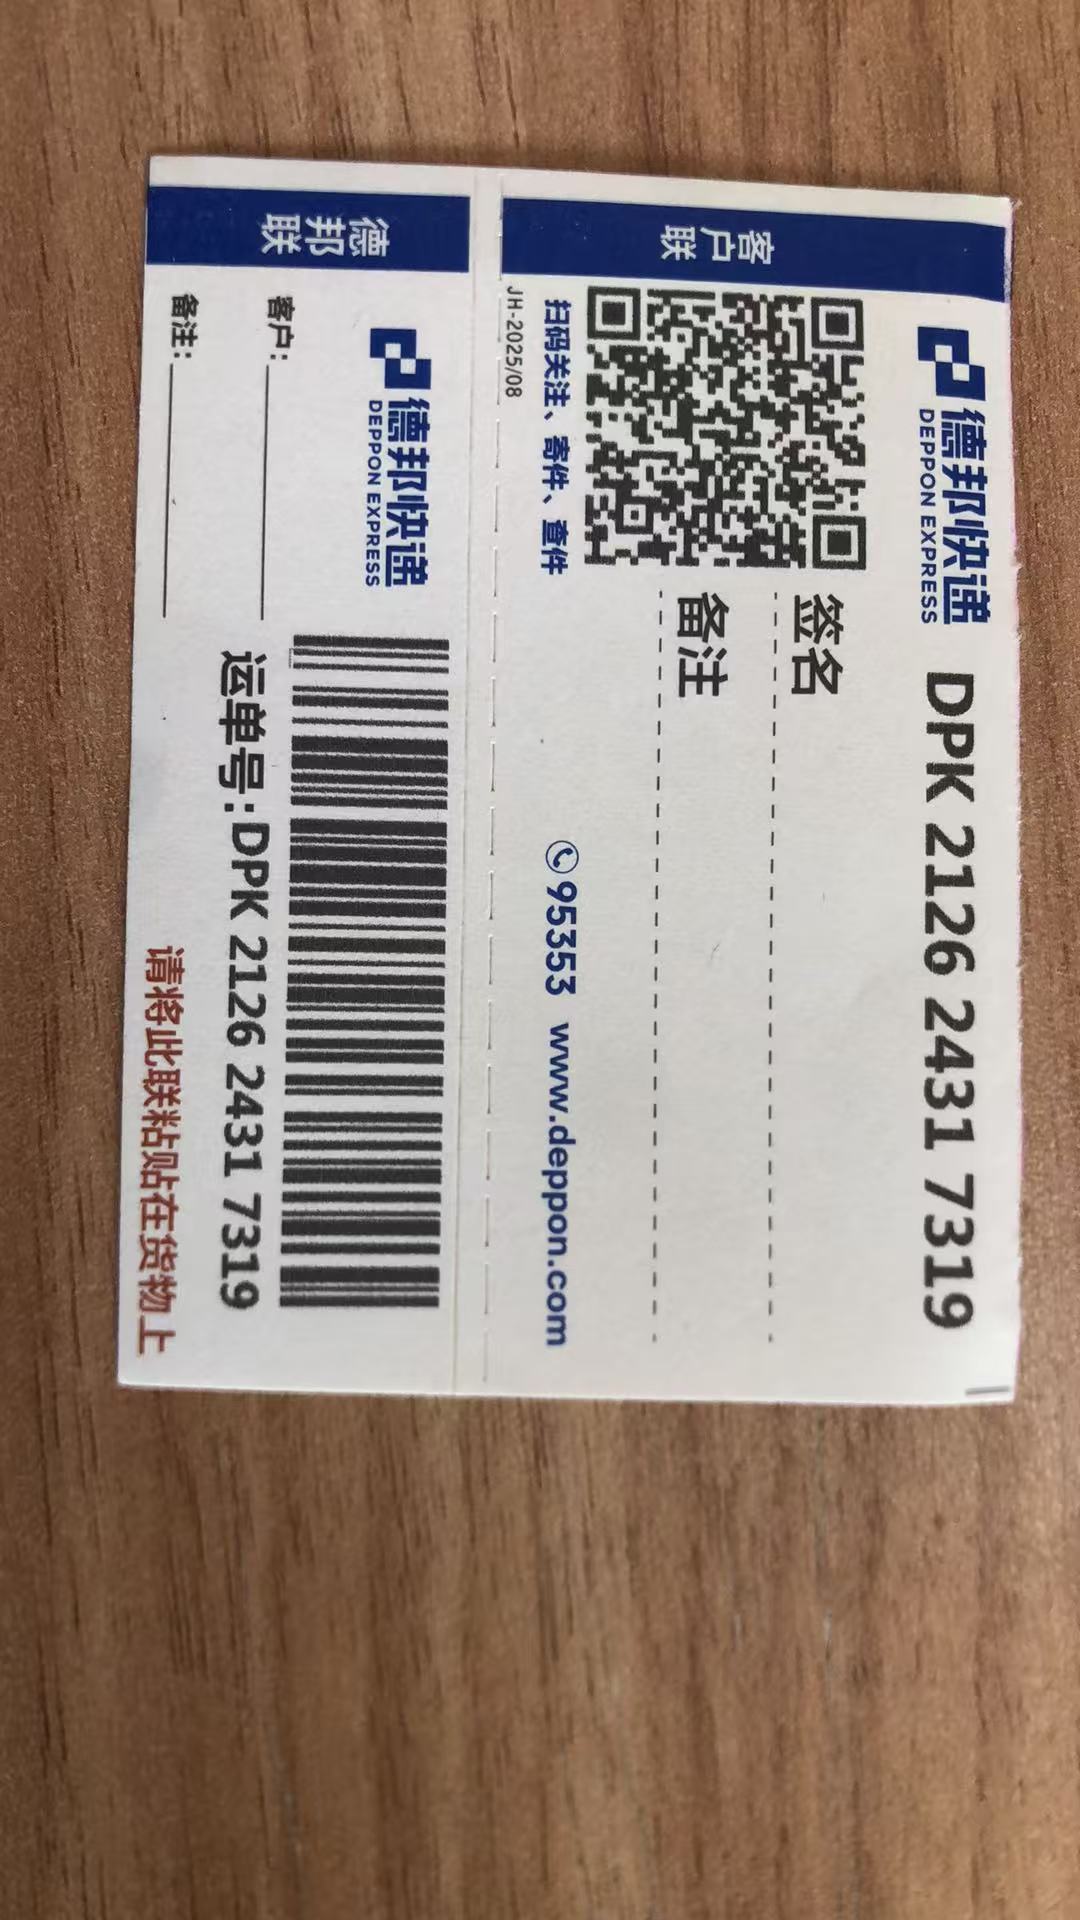 客户联
德邦快递
DEPPON EXPRESS
DPK 2126 2431 7319
签名
备注
扫码关注、寄件、查件
95353 www.deppon.com
JH-2025/08
德邦联
德邦快递
DEPPON EXPRESS
客户:
备注:
运单号:DPK 2126 2431 7319
请将此联粘贴在货物上